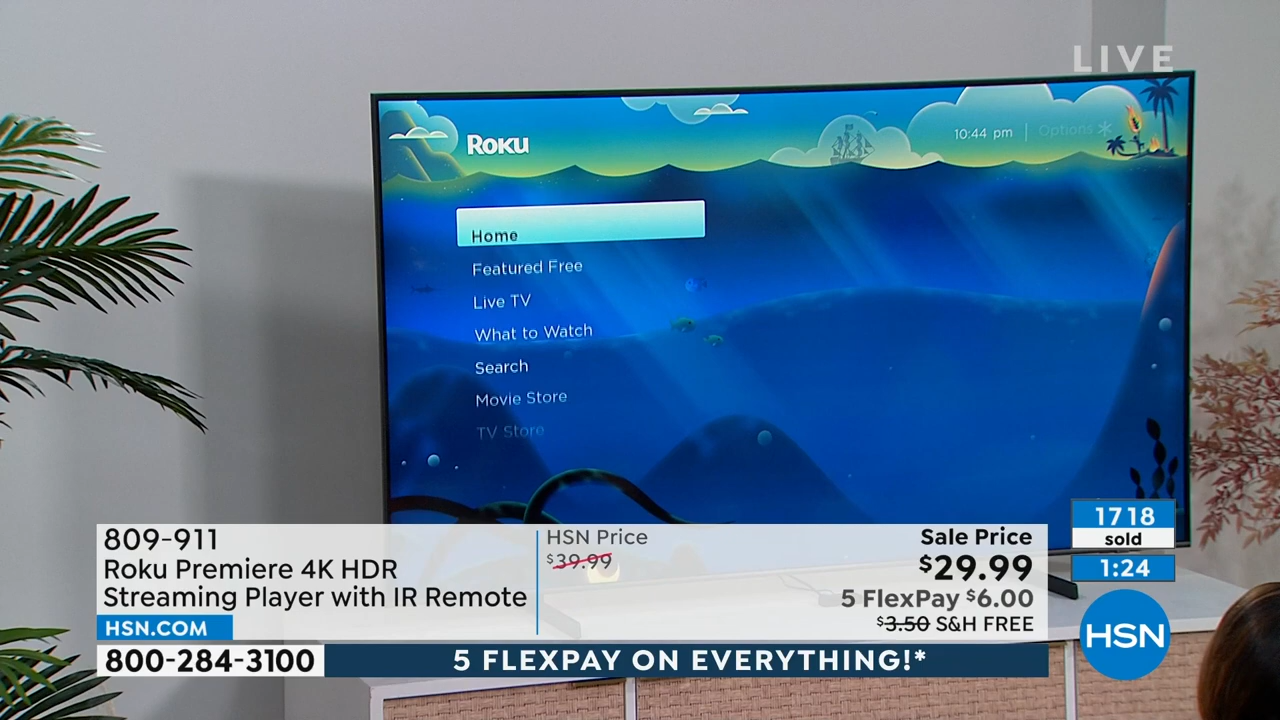 LIVE
Roku
10:44 pm | Options *
Home
Featured Free
Live TV
What to Watch
Search
Movie Store
TV Store
809-911
Roku Premiere 4K HDR
Streaming Player with IR Remote
HSN.COM
800-284-3100
HSN Price
$39.99
Sale Price
$29.99
5 FlexPay $6.00
$3.50 S&H FREE
5 FLEXPAY ON EVERYTHING!*
1718
sold
1:24
HSN